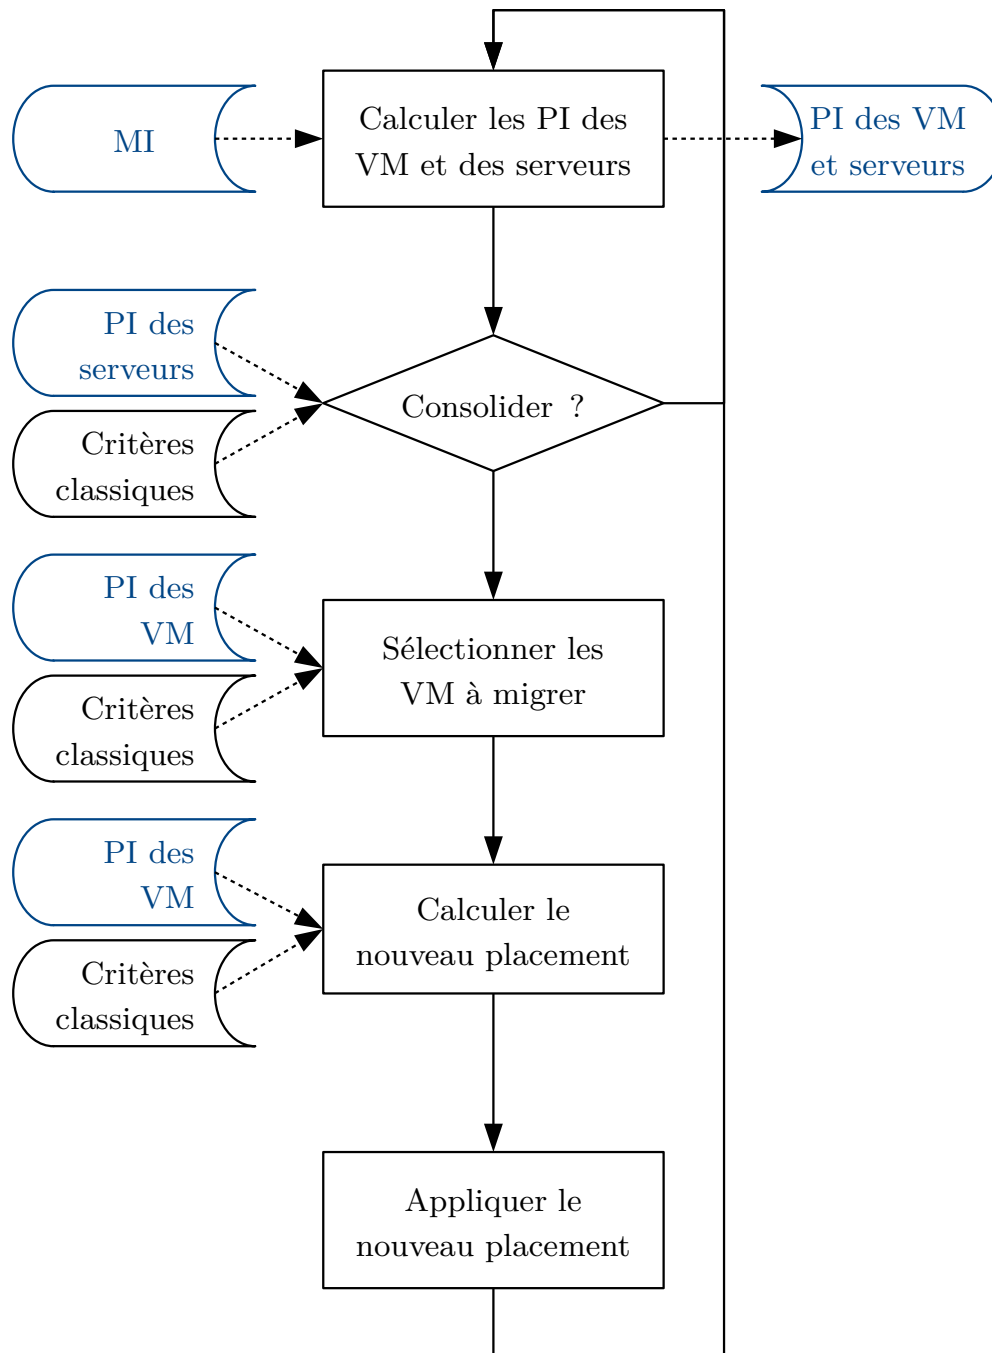 MI
Calculer les PI des
VM et des serveurs
PI des VM
et serveurs
PI des
serveurs
Critères
classiques
Consolider ?
PI des
VM
Critères
classiques
Sélectionner les
VM à migrer
PI des
VM
Critères
classiques
Calculer le
nouveau placement
Appliquer le
nouveau placement